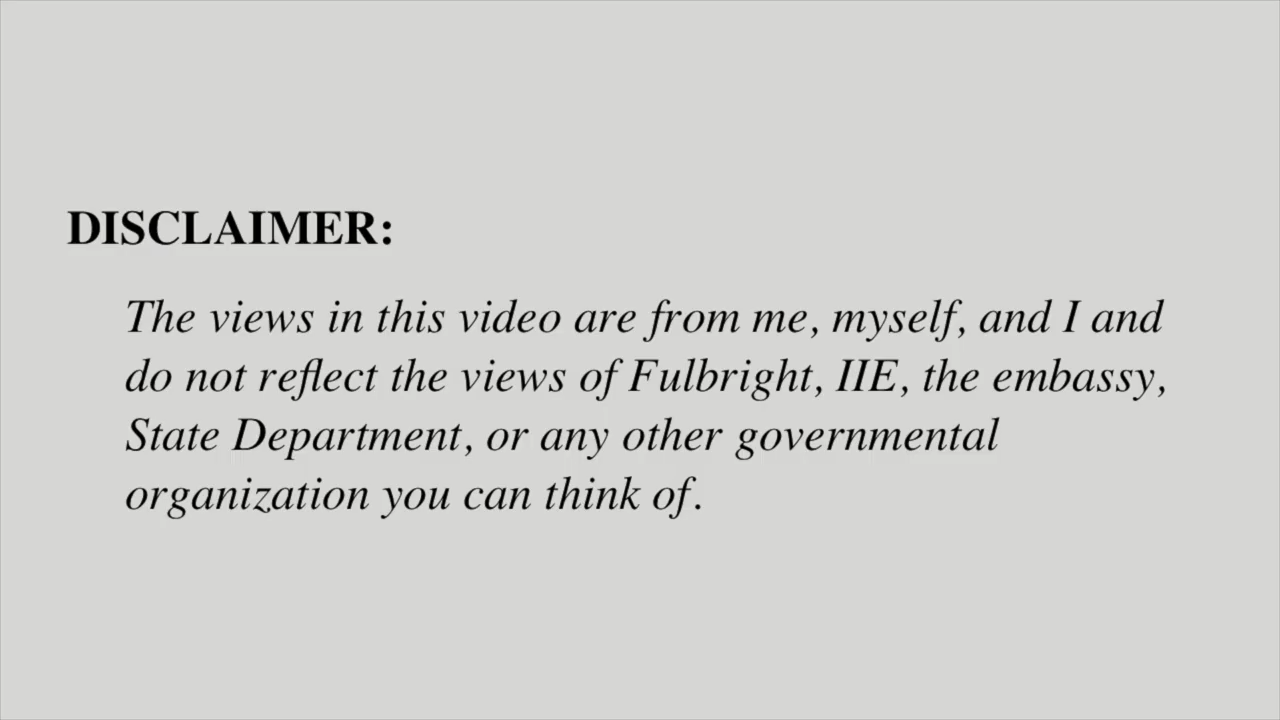 DISCLAIMER:
The views in this video are from me, myself, and I and
do not reflect the views of Fulbright, IIE, the embassy,
State Department, or any other governmental
organization you can think of.